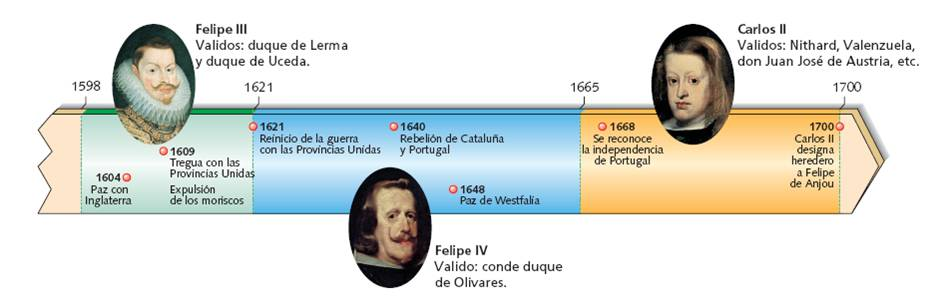 Felipe III
Validos: duque de Lerma
y duque de Uceda.
Carlos II
Validos: Nithard, Valenzuela,
don Juan José de Austria, etc.
1598
1621
1665
1700
1604
Paz con
Inglaterra
1609
Tregua con las
Provincias Unidas
Expulsión
de los moriscos
1621
Reinicio de la guerra
con las Provincias Unidas
1640
Rebelión de Cataluña
y Portugal
1648
Paz de Westfalia
1668
Se reconoce
la independencia
de Portugal
1700
Carlos II
designa
heredero
a Felipe
de Anjou
Felipe IV
Valido: conde duque
de Olivares.